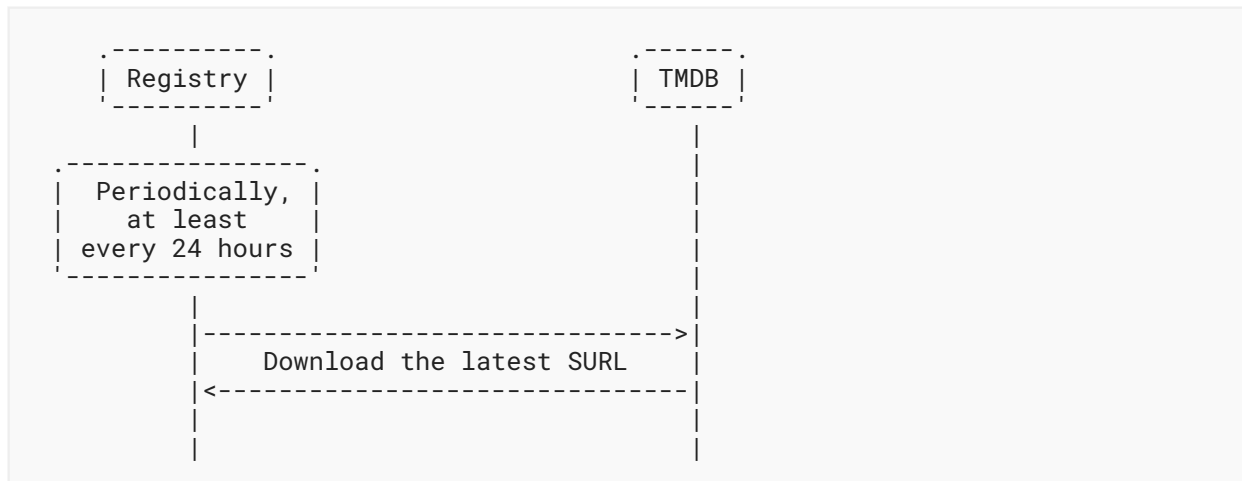 Registry TMDB
Periodically,
at least
every 24 hours
Download the latest SURL